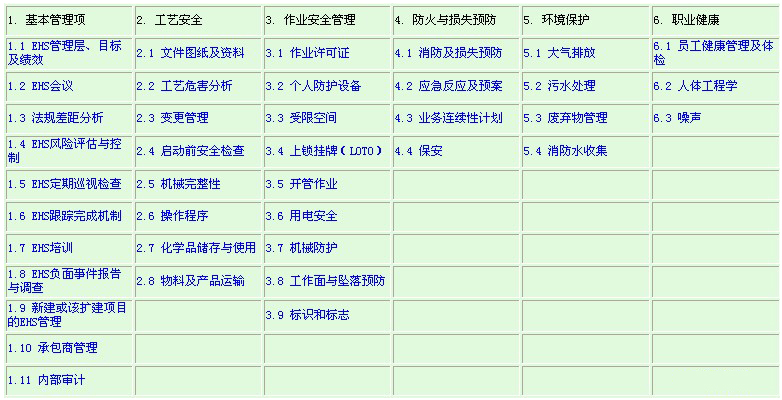 1. 基本管理项 2. 工艺安全 3. 作业安全管理 4. 防火与损失预防 5. 环境保护 6. 职业健康
1.1 EHS管理层、目标
及绩效
2.1 文件图纸及资料 3.1 作业许可证 4.1 消防及损失预防 5.1 大气排放
6.1 员工健康管理及体
检
1.2 EHS会议 2.2 工艺危害分析 3.2 个人防护设备 4.2 应急反应及预案 5.2 污水处理 6.2 人体工程学
1.3 法规差距分析 2.3 变更管理 3.3 受限空间 4.3 业务连续性计划 5.3 废弃物管理 6.3 噪声
1.4 EHS风险评估与控
制
2.4 启动前安全检查 3.4 上锁挂牌(LOTO) 4.4 保安 5.4 消防水收集
1.5 EHS定期巡视检查 2.5 机械完整性 3.5 开管作业
1.6 EHS跟踪完成机制 2.6 操作程序 3.6 用电安全
1.7 EHS培训 2.7 化学品储存与使用 3.7 机械防护
1.8 EHS负面事件报告
与调查
2.8 物料及产品运输 3.8 工作面与坠落预防
1.9 新建或该扩建项目
的EHS管理
3.9 标识和标志
1.10 承包商管理
1.11 内部审计